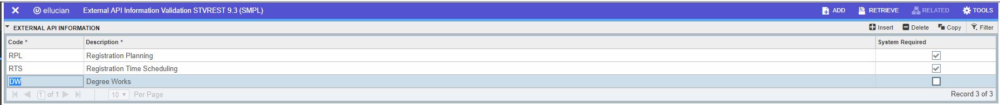 ellucian External API Information Validation STVREST 9.3 (SMPL) ADD RETRIEVE RELATED TOOLS
EXTERNAL API INFORMATION Insert Delete Copy Filter
Code * Description * System Required
RPL Registration Planning
RTS Registration Time Scheduling
DW Degree Works
1 of 1 10 Per Page Record 3 of 3